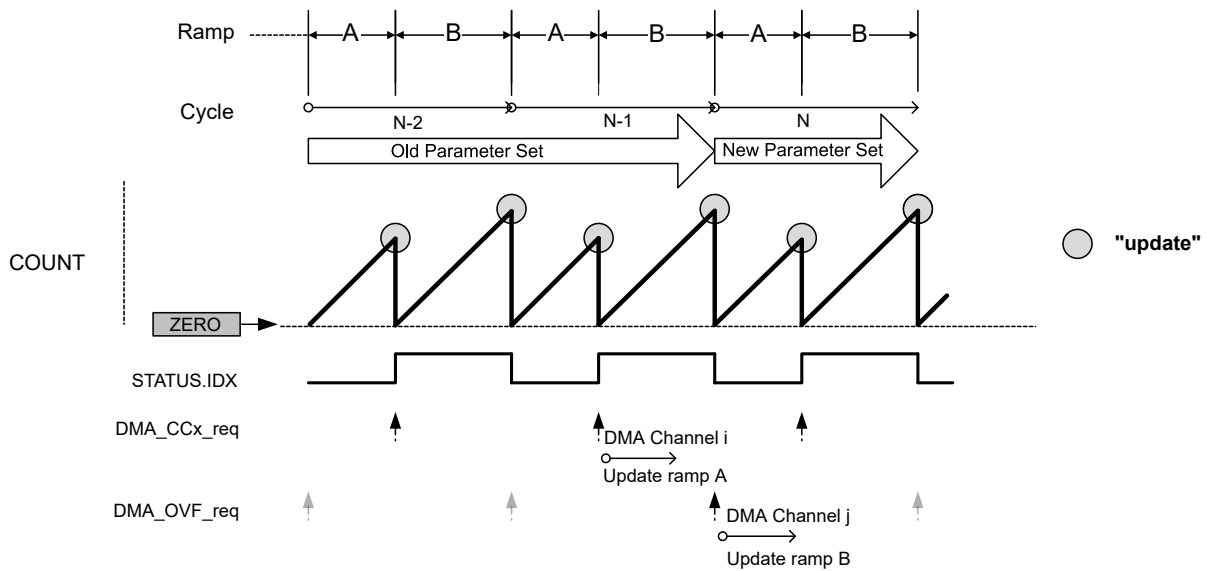 Ramp A B A B A B
Cycle
N-2 N-1 N
Old Parameter Set New Parameter Set
"update"
COUNT
ZERO
STATUS.IDX
DMA_CCx_req
DMA Channel i
Update ramp A
DMA_OVF_req
DMA Channel j
Update ramp B